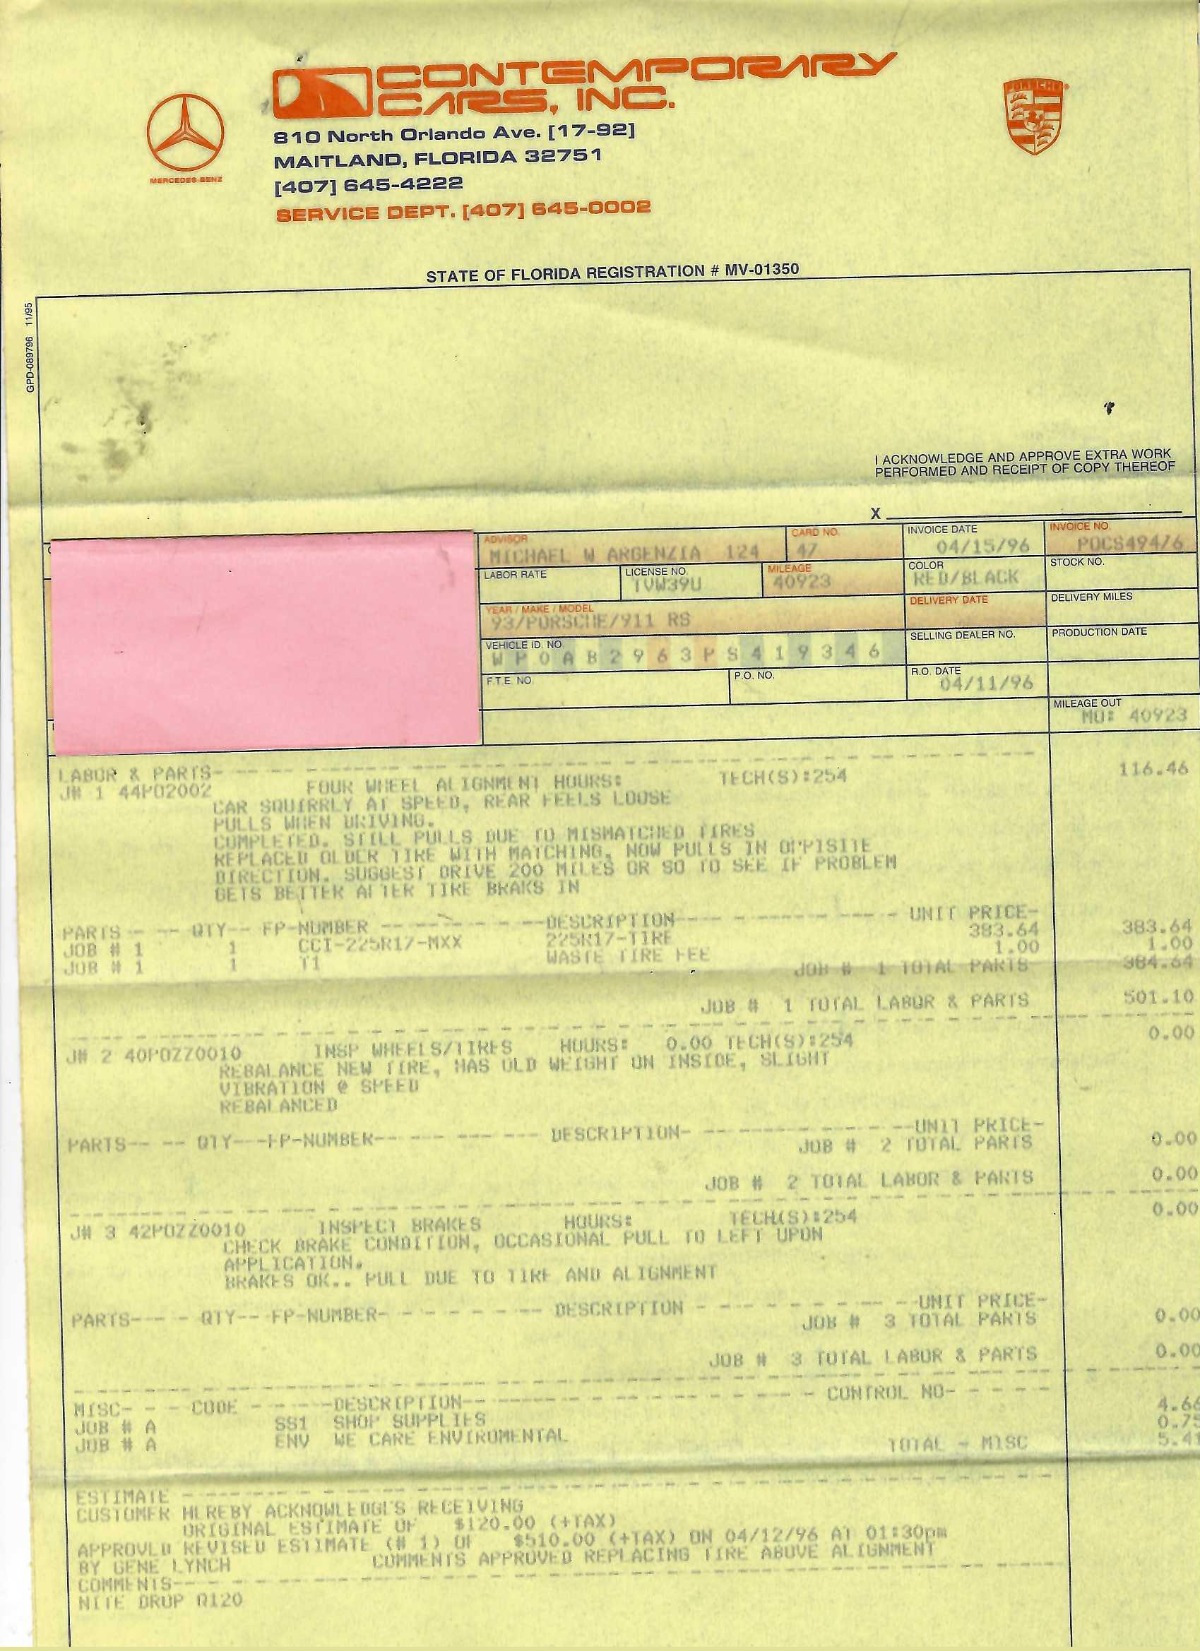 CONTEMPORARY
CARS, INC.
810 North Orlando Ave. [17-92]
MAITLAND, FLORIDA 32751
[407] 645-4222
SERVICE DEPT. [407] 645-0002
MERCEDES-BENZ
PORSCHE
STATE OF FLORIDA REGISTRATION # MV-01350
GPD-089796 11/95
I ACKNOWLEDGE AND APPROVE EXTRA WORK
PERFORMED AND RECEIPT OF COPY THEREOF
X
ADVISOR CARD NO. INVOICE DATE INVOICE NO.
MICHAEL W ARGENZIA 124 47 04/15/96 POCS49476
LABOR RATE LICENSE NO. MILEAGE COLOR STOCK NO.
TVW39U 40923 RED/BLACK
YEAR / MAKE / MODEL DELIVERY DATE DELIVERY MILES
93/PORSCHE/911 RS
VEHICLE ID. NO. SELLING DEALER NO. PRODUCTION DATE
WP0AB2963PS419346
F.T.E. NO. P.O. NO. R.O. DATE
04/11/96
MILEAGE OUT
MO: 40923
LABOR & PARTS
J# 1 44P02002 FOUR WHEEL ALIGNMENT HOURS: TECH(S):254 116.46
CAR SQUIRRLY AT SPEED, REAR FEELS LOOSE
PULLS WHEN DRIVING.
COMPLETED. STILL PULLS DUE TO MISMATCHED TIRES
REPLACED OLDER TIRE WITH MATCHING, NOW PULLS IN OPPISITE
DIRECTION. SUGGEST DRIVE 200 MILES OR SO TO SEE IF PROBLEM
GETS BETTER AFTER TIRE BRAKS IN
PARTS-- -- QTY-- FP-NUMBER -- DESCRIPTION-- UNIT PRICE-
JOB # 1 1 CCI-225R17-MXX 225R17-TIRE 383.64 383.64
JOB # 1 1 T1 WASTE TIRE FEE 1.00 1.00
JOB # 1 TOTAL PARTS 384.64
JOB # 1 TOTAL LABOR & PARTS 501.10
J# 2 40P0ZZ0010 INSP WHEELS/TIRES HOURS: 0.00 TECH(S):254 0.00
REBALANCE NEW TIRE, HAS OLD WEIGHT ON INSIDE, SLIGHT
VIBRATION @ SPEED
REBALANCED
PARTS-- -- QTY---FP-NUMBER-- DESCRIPTION- UNIT PRICE-
JOB # 2 TOTAL PARTS 0.00
JOB # 2 TOTAL LABOR & PARTS 0.00
J# 3 42P0ZZ0010 INSPECT BRAKES HOURS: TECH(S):254 0.00
CHECK BRAKE CONDITION, OCCASIONAL PULL TO LEFT UPON
APPLICATION.
BRAKES OK.. PULL DUE TO TIRE AND ALIGNMENT
PARTS--- - QTY-- FP-NUMBER- DESCRIPTION - UNIT PRICE-
JOB # 3 TOTAL PARTS 0.00
JOB # 3 TOTAL LABOR & PARTS 0.00
MISC- - - CODE - DESCRIPTION-- CONTROL NO-
JOB # A SS1 SHOP SUPPLIES 4.66
JOB # A ENV WE CARE ENVIROMENTAL 0.75
TOTAL - MISC 5.41
ESTIMATE
CUSTOMER HEREBY ACKNOWLEDGES RECEIVING
ORIGINAL ESTIMATE OF $120.00 (+TAX)
APPROVED REVISED ESTIMATE (# 1) OF $510.00 (+TAX) ON 04/12/96 AT 01:30pm
BY GENE LYNCH COMMENTS APPROVED REPLACING TIRE ABOVE ALIGNMENT
COMMENTS
NITE DROP